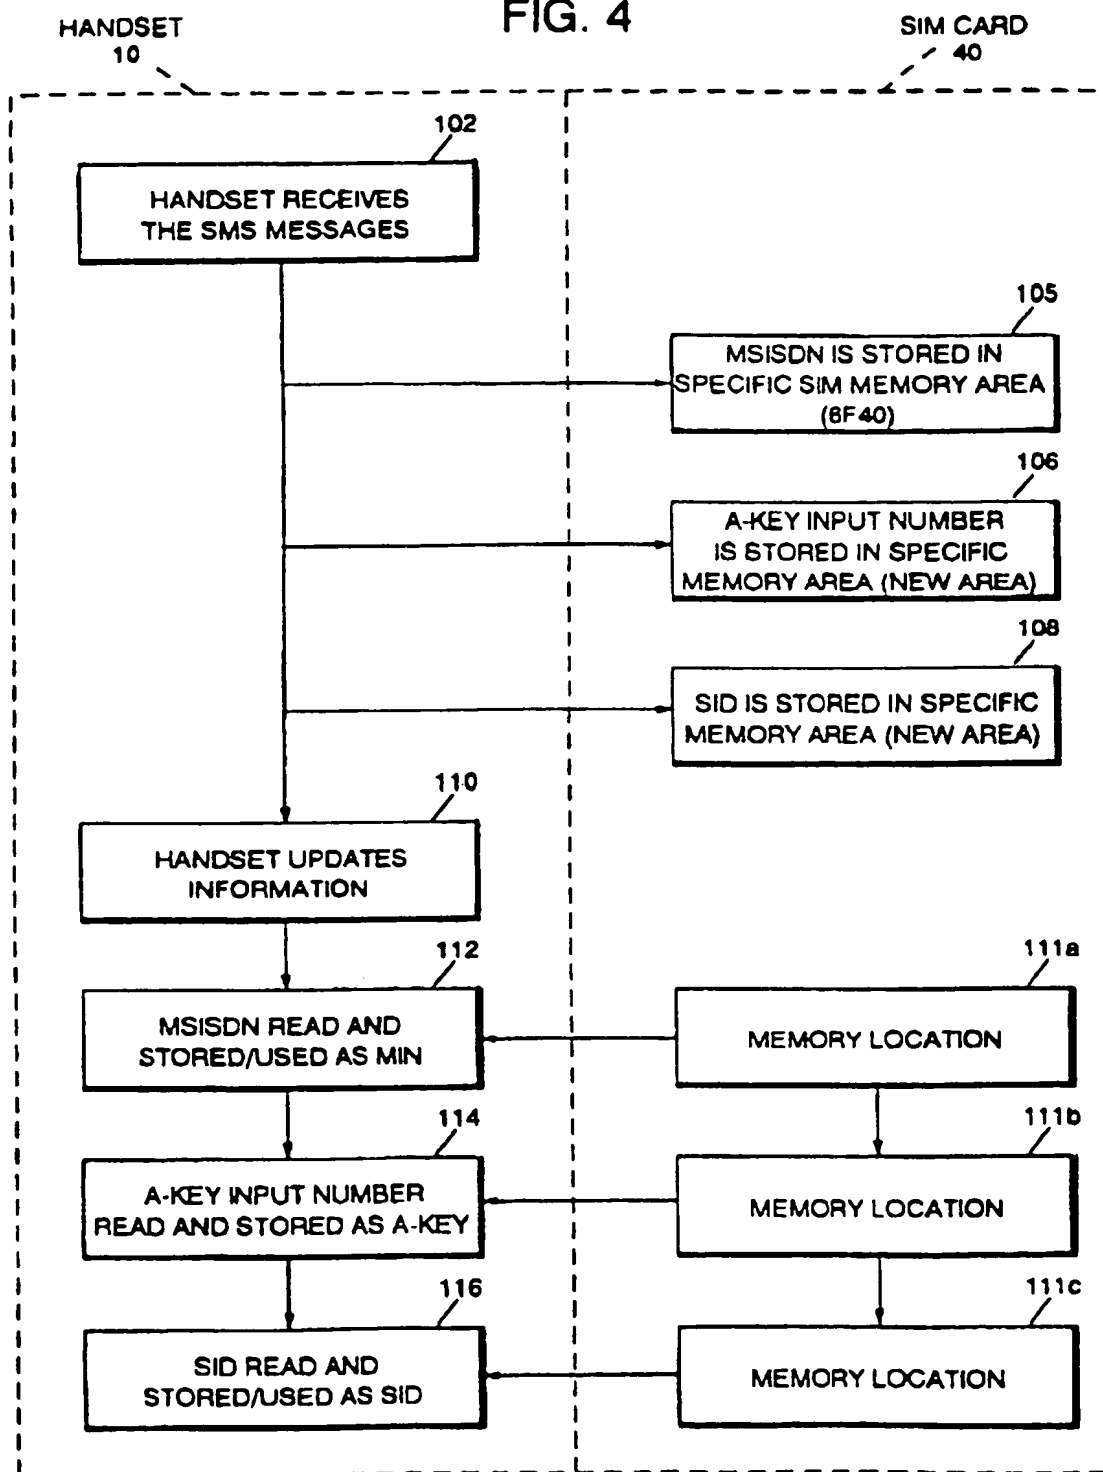 FIG. 4
HANDSET
10
SIM CARD
40
102
HANDSET RECEIVES
THE SMS MESSAGES
105
MSISDN IS STORED IN
SPECIFIC SIM MEMORY AREA
(6F40)
106
A-KEY INPUT NUMBER
IS STORED IN SPECIFIC
MEMORY AREA (NEW AREA)
108
SID IS STORED IN SPECIFIC
MEMORY AREA (NEW AREA)
110
HANDSET UPDATES
INFORMATION
112
MSISDN READ AND
STORED/USED AS MIN
111a
MEMORY LOCATION
114
A-KEY INPUT NUMBER
READ AND STORED AS A-KEY
111b
MEMORY LOCATION
116
SID READ AND
STORED/USED AS SID
111c
MEMORY LOCATION